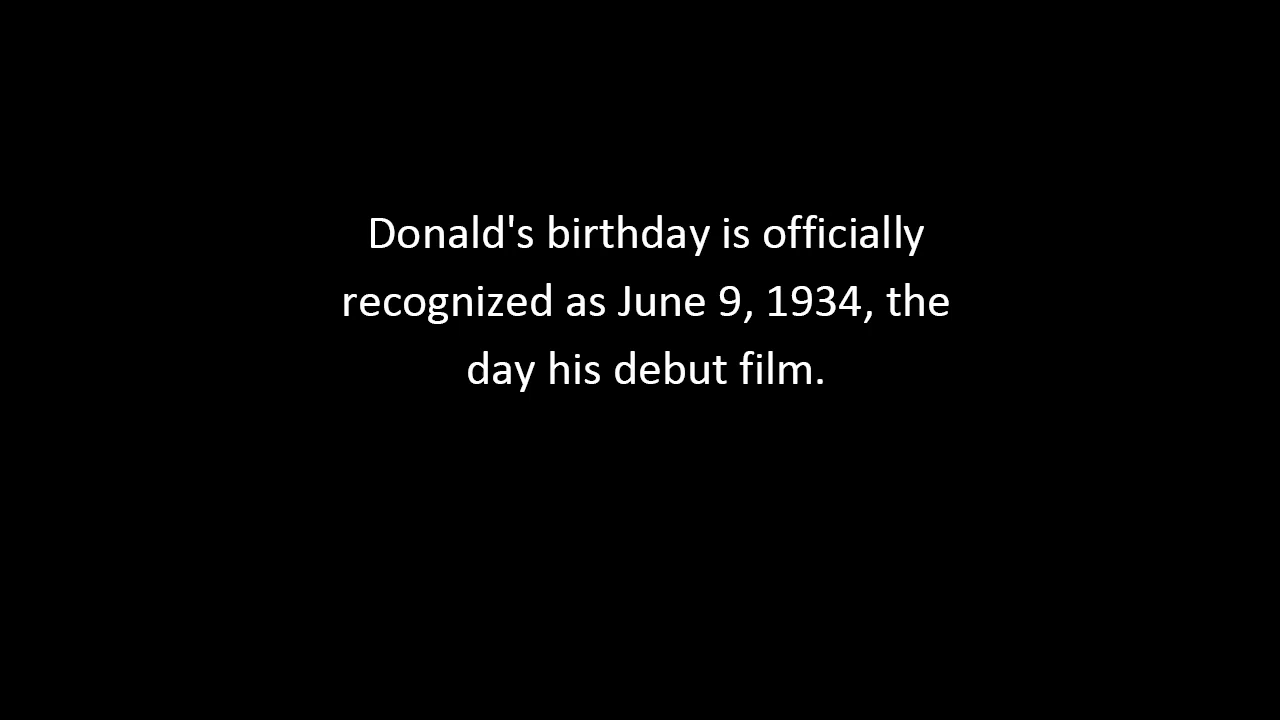 Donald's birthday is officially
recognized as June 9, 1934, the
day his debut film.